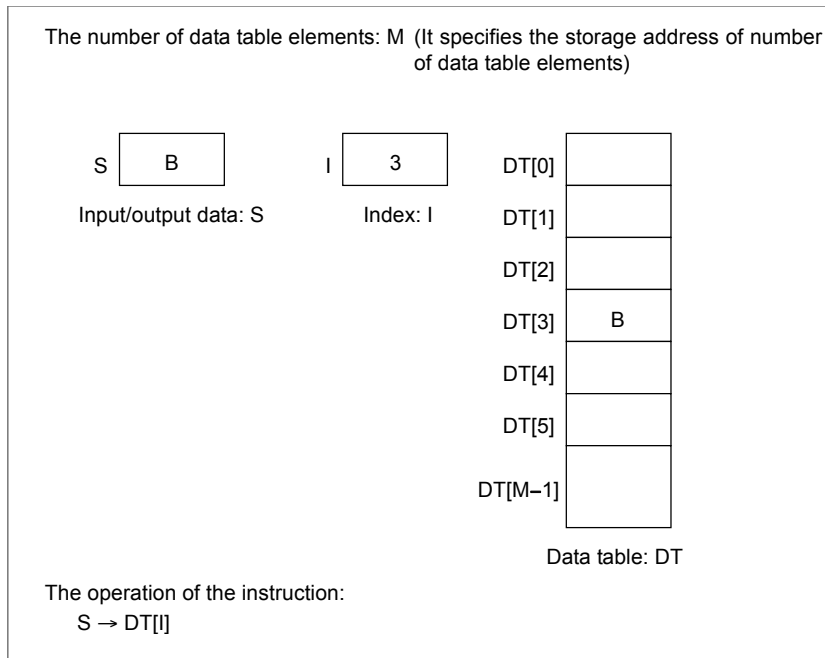 The number of data table elements: M (It specifies the storage address of number
of data table elements)
S B I 3 DT[0]
Input/output data: S Index: I DT[1]
DT[2]
DT[3] B
DT[4]
DT[5]
DT[M–1]
Data table: DT
The operation of the instruction:
S → DT[I]